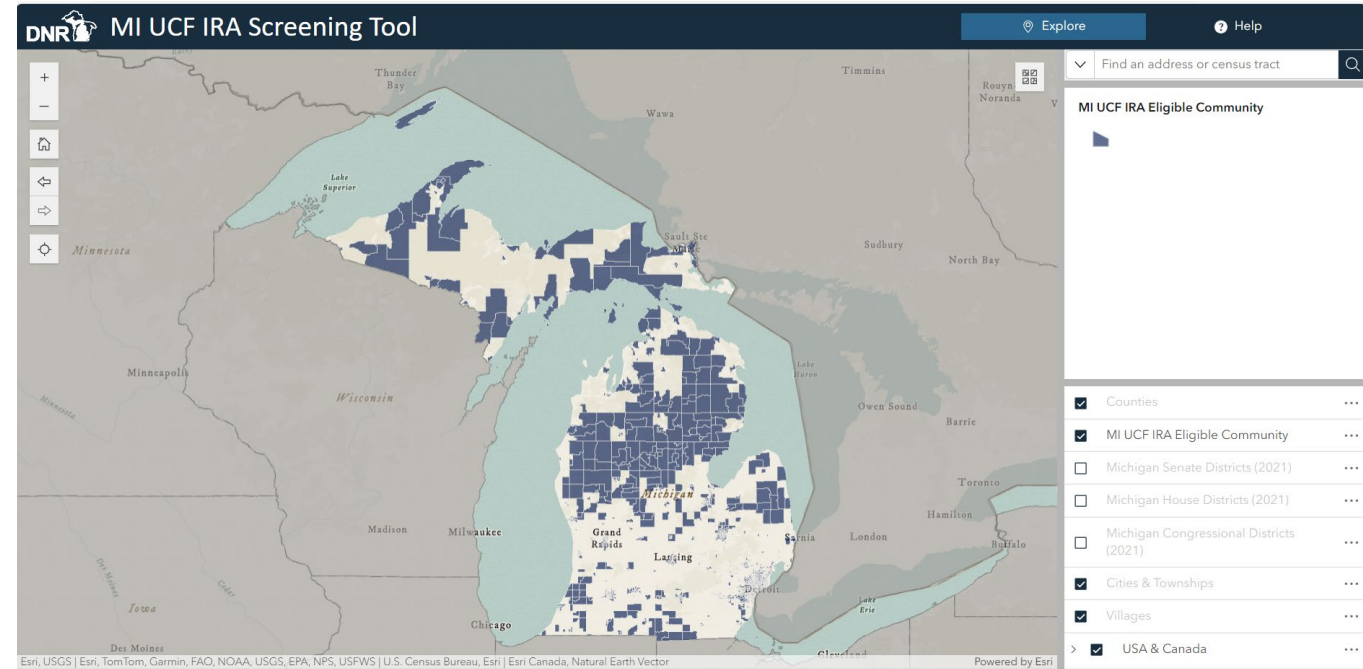 DNR MI UCF IRA Screening Tool
Explore
Help
Find an address or census tract
MI UCF IRA Eligible Community
Counties
MI UCF IRA Eligible Community
Michigan Senate Districts (2021)
Michigan House Districts (2021)
Michigan Congressional Districts
(2021)
Cities & Townships
Villages
USA & Canada
Thunder
Bay
Timmins
Rouyn-
Noranda
Wawa
Lake
Superior
Minnesota
Sault Ste
Marie
Sudbury
North Bay
Minneapolis
Minnesota
Wisconsin
Lake
Huron
Owen Sound
Barrie
Toronto
Michigan
Hamilton
Madison
Milwaukee
Grand
Rapids
Lansing
Sarnia
London
Buffalo
Des Moines
Cedar
Iowa
Detroit
Lake
Erie
Chicago
Des Moines
Cleveland
Esri, USGS | Esri, TomTom, Garmin, FAO, NOAA, USGS, EPA, NPS, USFWS | U.S. Census Bureau, Esri | Esri Canada, Natural Earth Vector
Powered by Esri